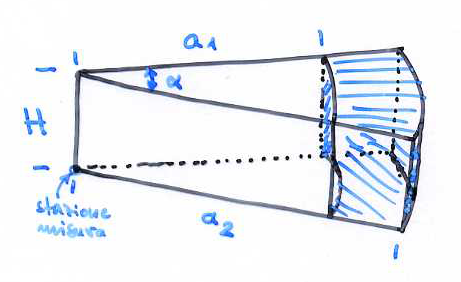 a1
α
H
stazione
misura
a2